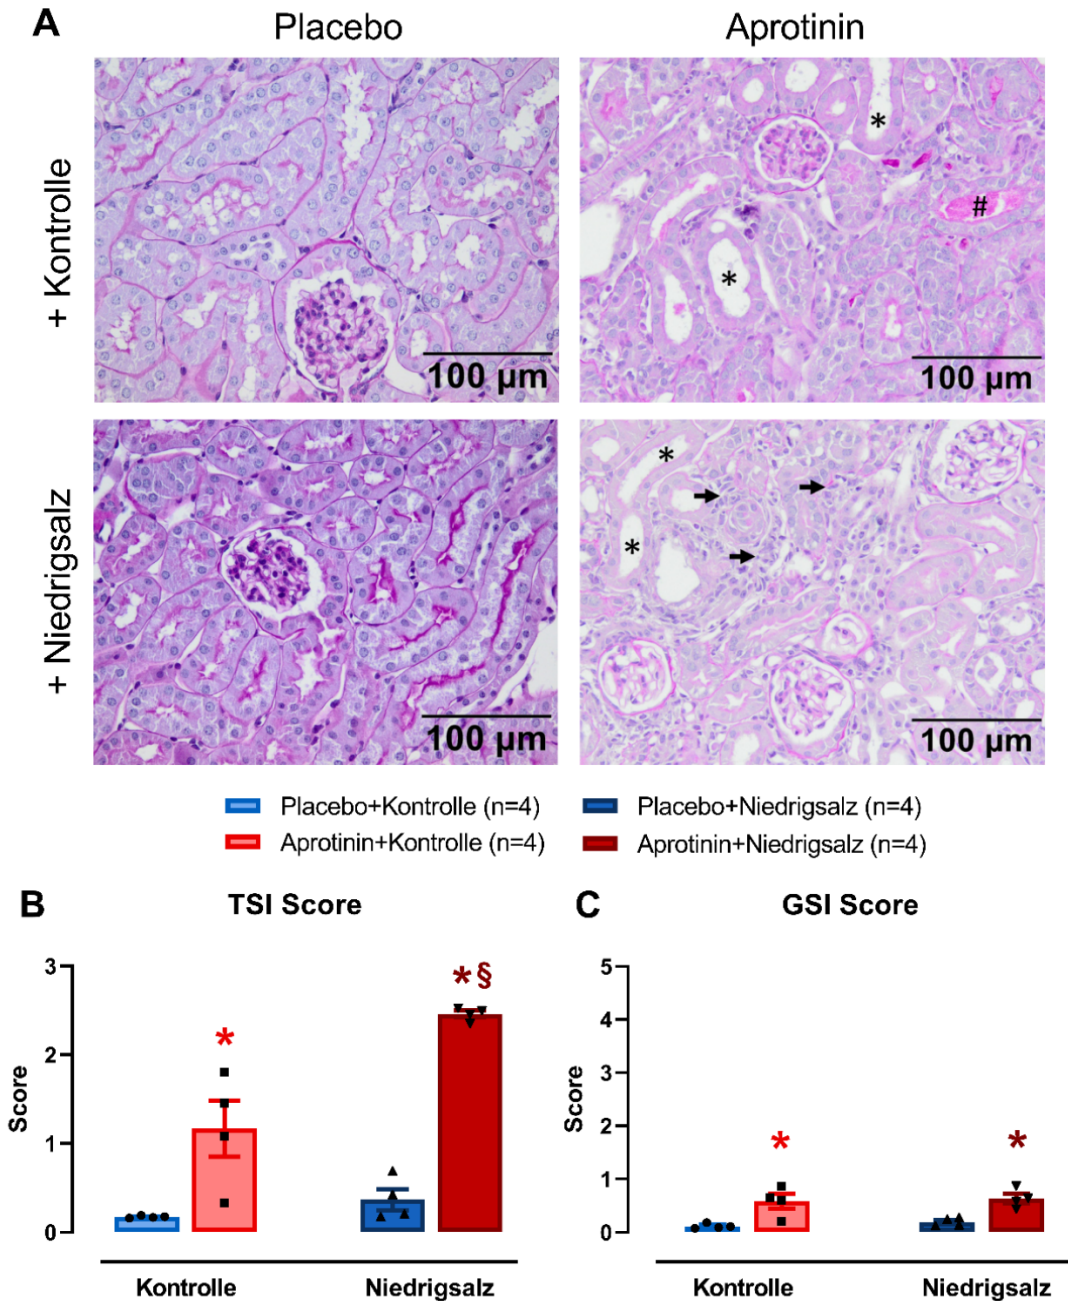 A
Placebo
Aprotinin
+ Kontrolle
*
#
*
100 µm
100 µm
+ Niedrigsalz
*
*
100 µm
100 µm
Placebo+Kontrolle (n=4)
Placebo+Niedrigsalz (n=4)
Aprotinin+Kontrolle (n=4)
Aprotinin+Niedrigsalz (n=4)
B
TSI Score
Score
3
2
1
0
*
* §
Kontrolle
Niedrigsalz
C
GSI Score
Score
5
4
3
2
1
0
*
*
Kontrolle
Niedrigsalz